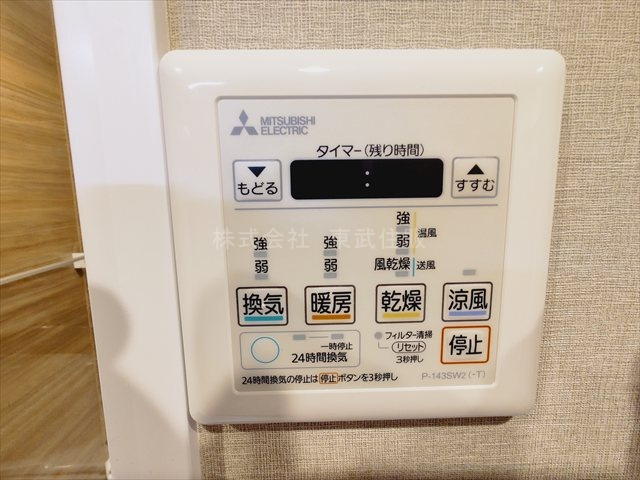 MITSUBISHI
ELECTRIC
タイマー(残り時間)
▼
もどる
:
▲
すすむ
強
弱
強
弱
強
弱
温風
風乾燥
送風
株式会社 東武住販
換気
暖房
乾燥
涼風
一時停止
24時間換気
フィルター清掃
リセット
3秒押し
停止
24時間換気の停止は停止ボタンを3秒押し
P-143SW2(-T)